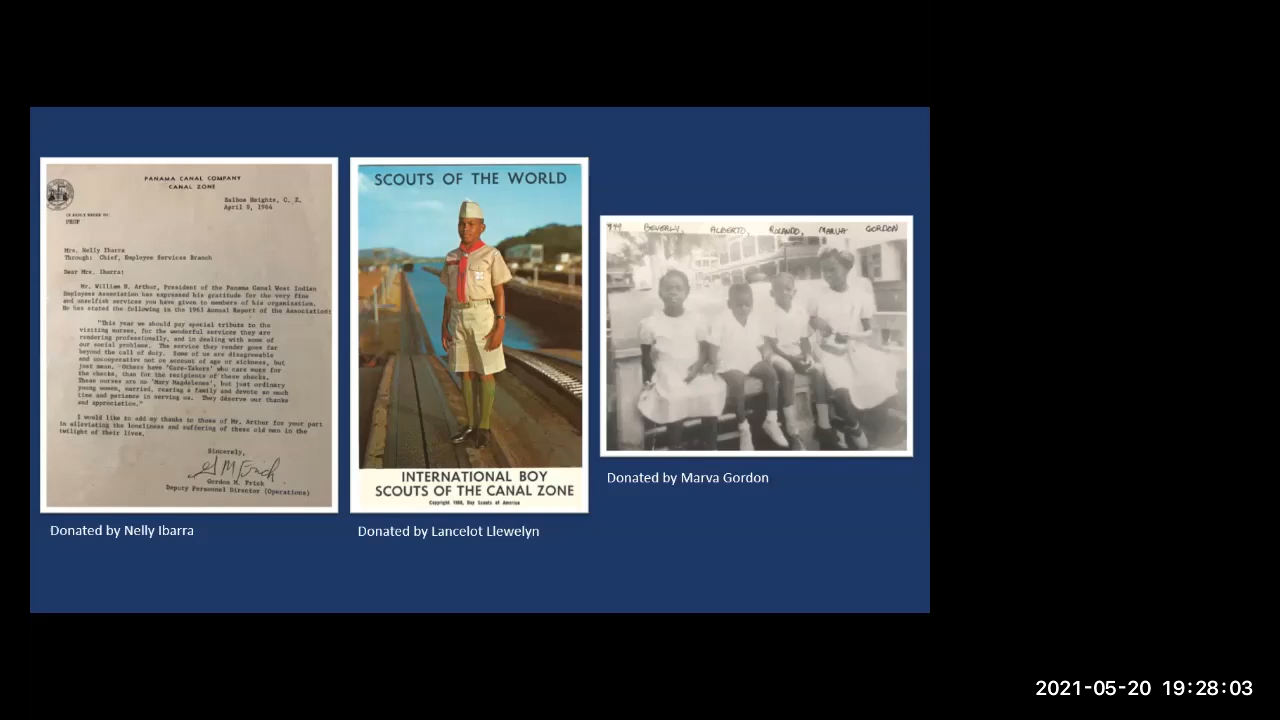 PANAMA CANAL COMPANY
CANAL ZONE
Balboa Heights, C. Z.
April 9, 1964
IN REPLY REFER TO:
Mrs. Nelly Ibarra
Through: Chief, Employee Services Branch
Dear Mrs. Ibarra:
Mr. William H. Arthur, President of the Panama Canal West Indian
Employees Association has expressed his gratitude for the very fine
and unselfish services you have given to members of his organization.
He has stated the following in the 1963 Annual Report of the Association:
"This year we should pay special tribute to the
visiting nurses, for the wonderful services they are
rendering professionally, and in dealing with some of
our social problems. The service they render goes far
beyond the call of duty. Some of us are disagreeable
and uncooperative not on account of age or sickness, but
just mean. Others have 'Care-Takers' who care more for
the checks, than for the recipients of these checks.
These nurses are no 'Mary Magdelenes', but just ordinary
young women, married, rearing a family and devote so much
time and patience in serving us. They deserve our thanks
and appreciation."
I would like to add my thanks to those of Mr. Arthur for your part
in alleviating the loneliness and suffering of these old men in the
twilight of their lives.
Sincerely,
Gordon M. Frick
Deputy Personnel Director (Operations)
Donated by Nelly Ibarra
SCOUTS OF THE WORLD
INTERNATIONAL BOY
SCOUTS OF THE CANAL ZONE
Copyright 1968, Boy Scouts of America
Donated by Lancelot Llewelyn
BEVERLY, ALBERTO, ROLANDO, MARVA GORDON
Donated by Marva Gordon
2021-05-20 19:28:03